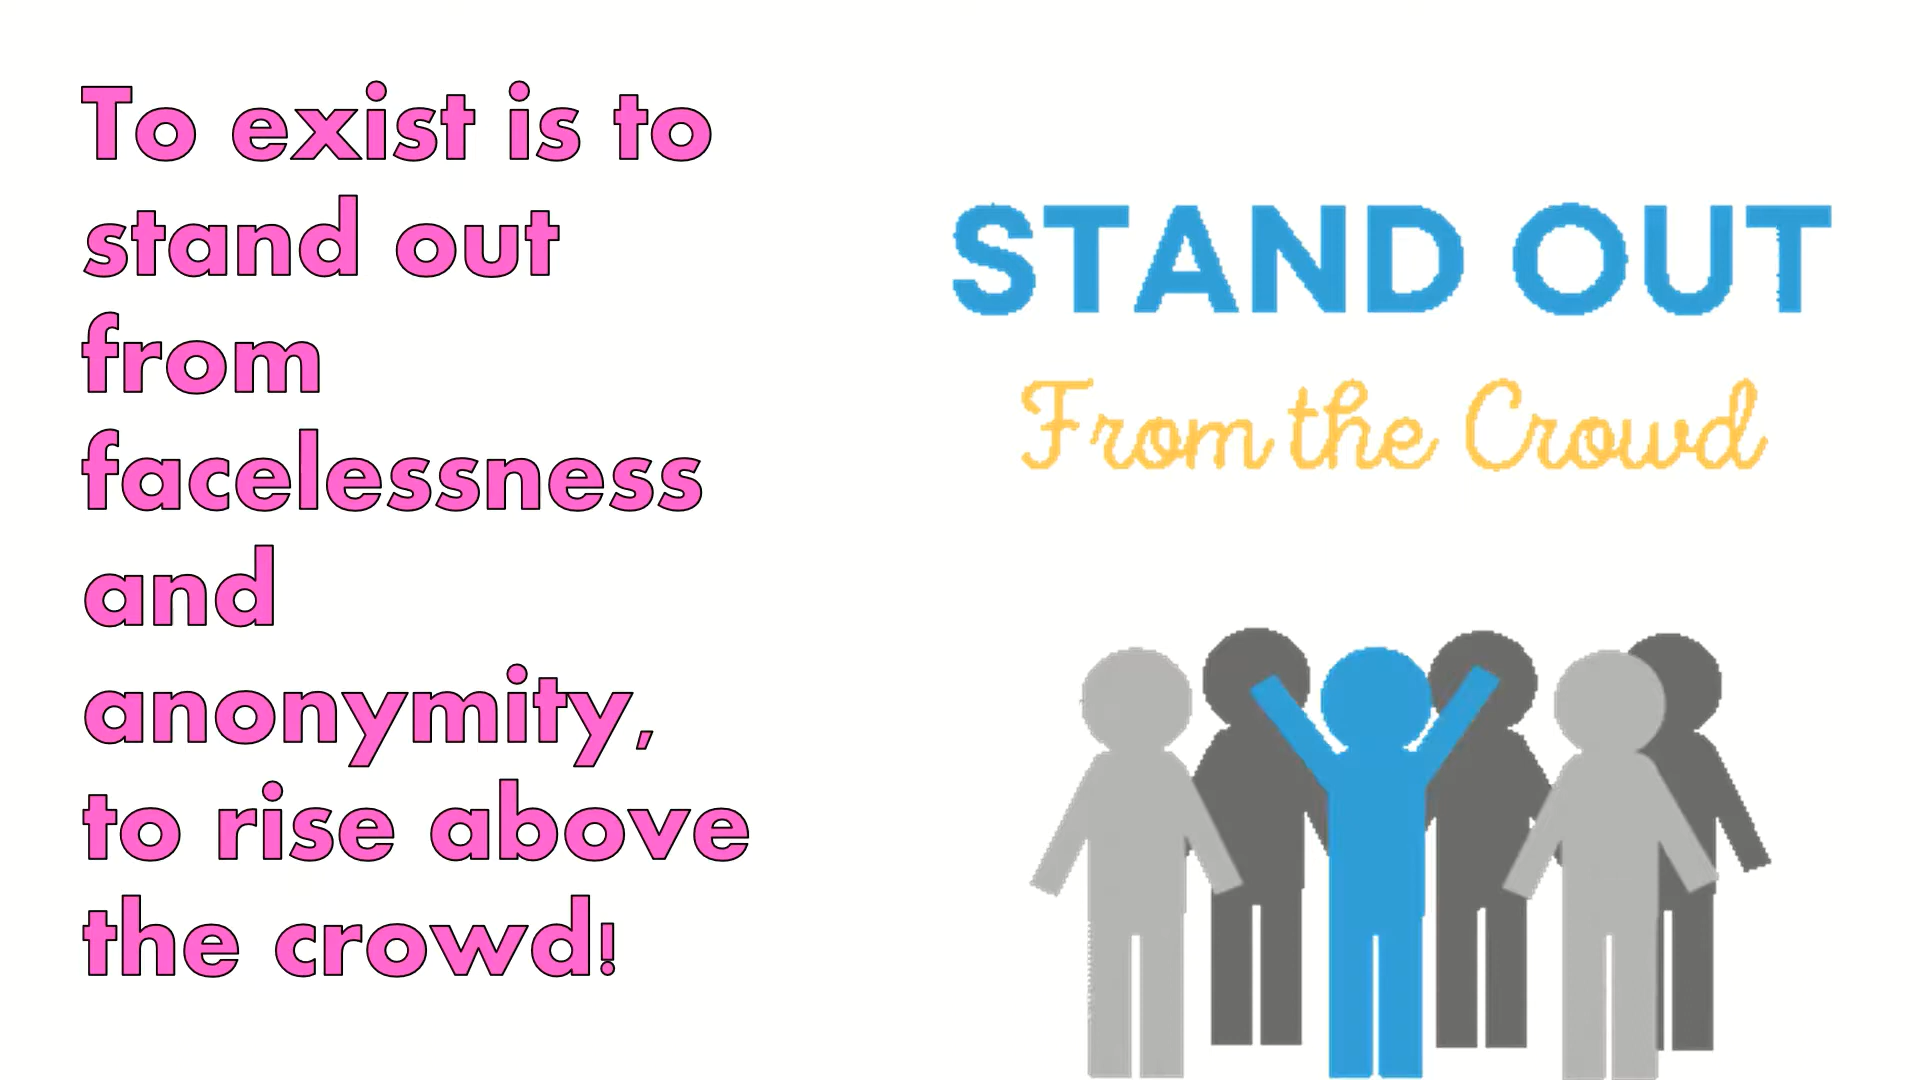 To exist is to
stand out
from
facelessness
and
anonymity,
to rise above
the crowd!
STAND OUT
From the Crowd